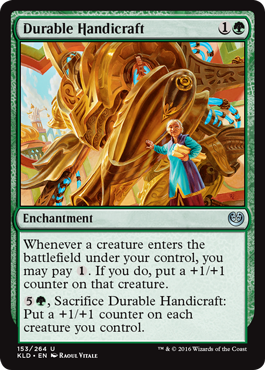 Durable Handicraft 1
Enchantment
Whenever a creature enters the
battlefield under your control, you
may pay 1. If you do, put a +1/+1
counter on that creature.
5, Sacrifice Durable Handicraft:
Put a +1/+1 counter on each
creature you control.
153/264 U
KLD • EN Raoul Vitale
™ & © 2016 Wizards of the Coast